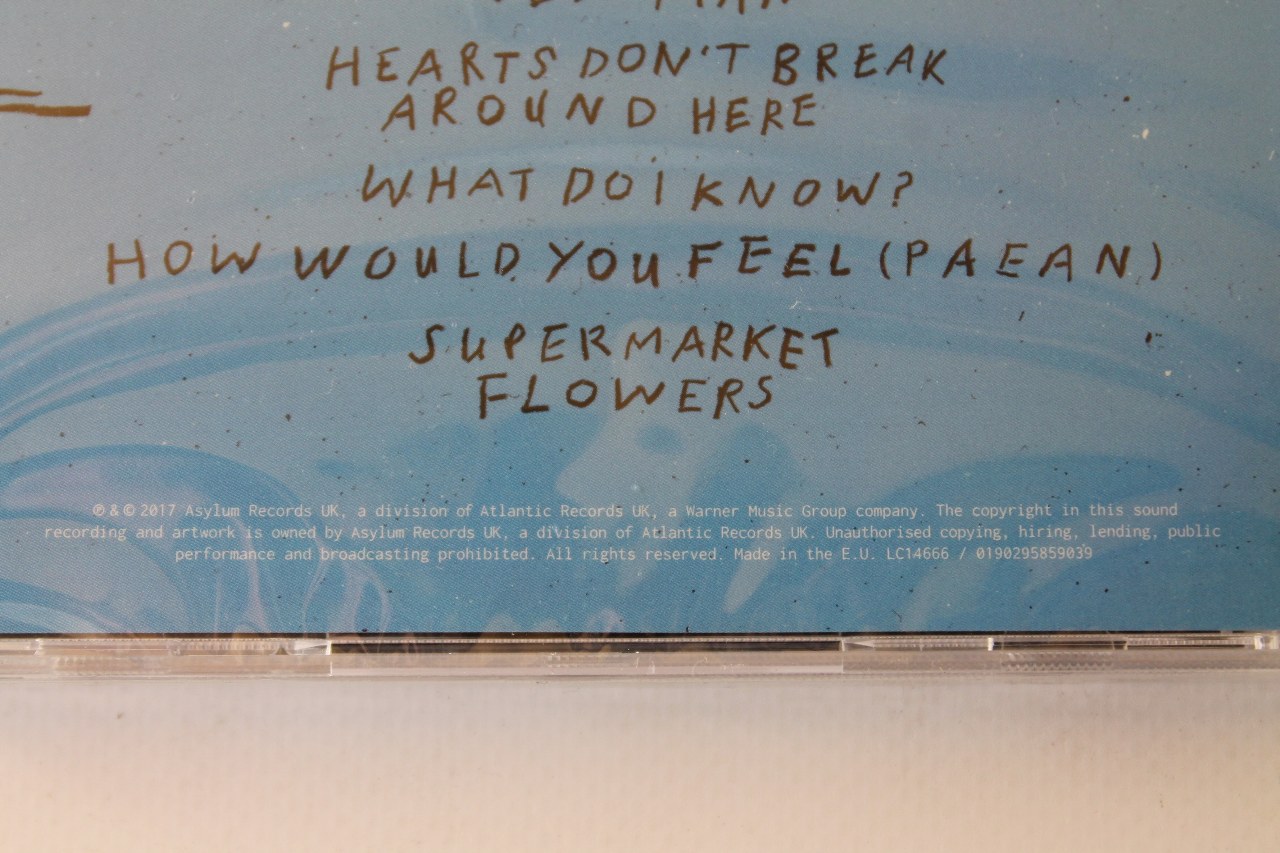 HEARTS DON'T BREAK
AROUND HERE
WHAT DO I KNOW?
HOW WOULD YOU FEEL (PAEAN)
SUPERMARKET
FLOWERS
℗ & © 2017 Asylum Records UK, a division of Atlantic Records UK, a Warner Music Group company. The copyright in this sound
recording and artwork is owned by Asylum Records UK, a division of Atlantic Records UK. Unauthorised copying, hiring, lending, public
performance and broadcasting prohibited. All rights reserved. Made in the E.U. LC14666 / 0190295859039